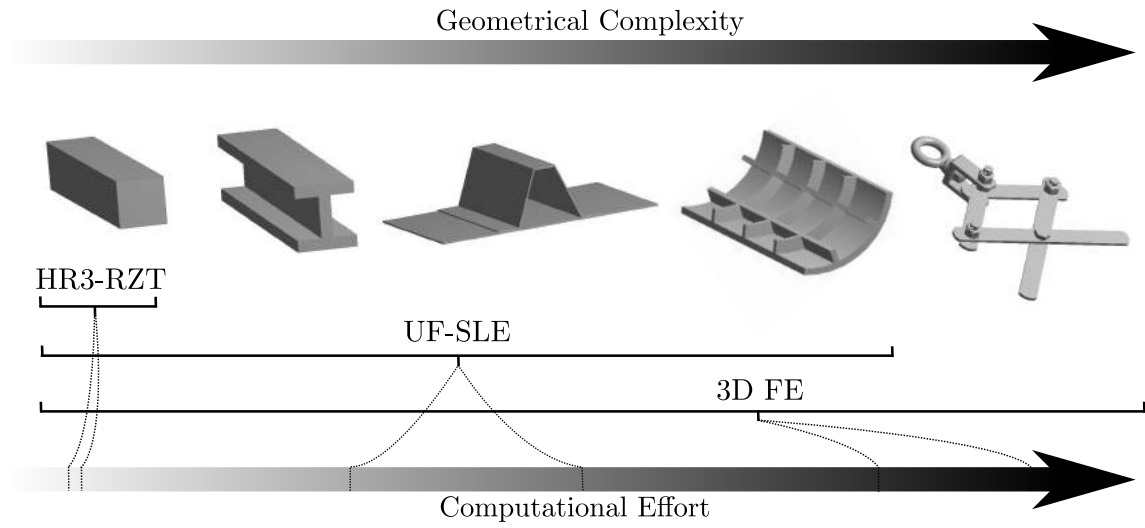 Geometrical Complexity
HR3-RZT
UF-SLE
3D FE
Computational Effort